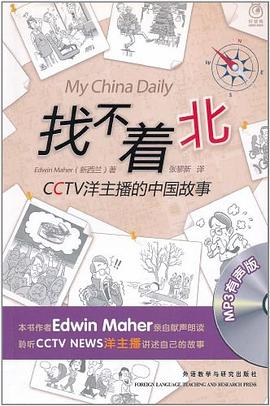 My China Daily
找不着北
Edwin Maher（新西兰）著 张黎新 译
CCTV洋主播的中国故事
MP3有声版
本书作者Edwin Maher亲自献声朗读
聆听CCTV NEWS洋主播讲述自己的故事
外语教学与研究出版社
FOREIGN LANGUAGE TEACHING AND RESEARCH PRESS